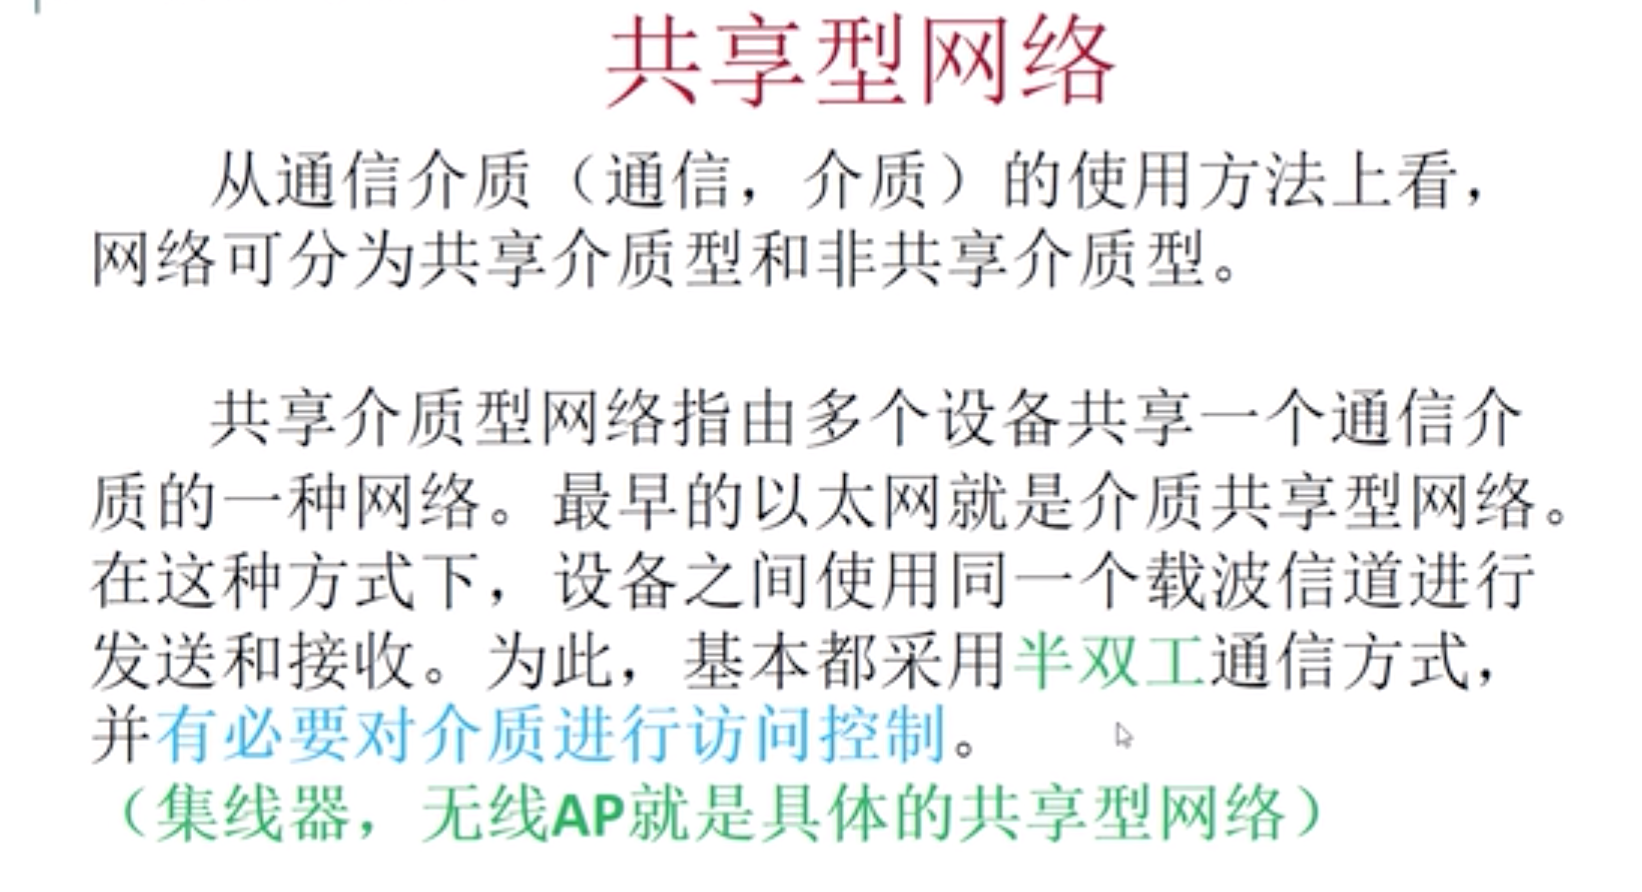 共享型网络
从通信介质（通信，介质）的使用方法上看，
网络可分为共享介质型和非共享介质型。
共享介质型网络指由多个设备共享一个通信介
质的一种网络。最早的以太网就是介质共享型网络。
在这种方式下，设备之间使用同一个载波信道进行
发送和接收。为此，基本都采用半双工通信方式，
并有必要对介质进行访问控制。
（集线器，无线AP就是具体的共享型网络）